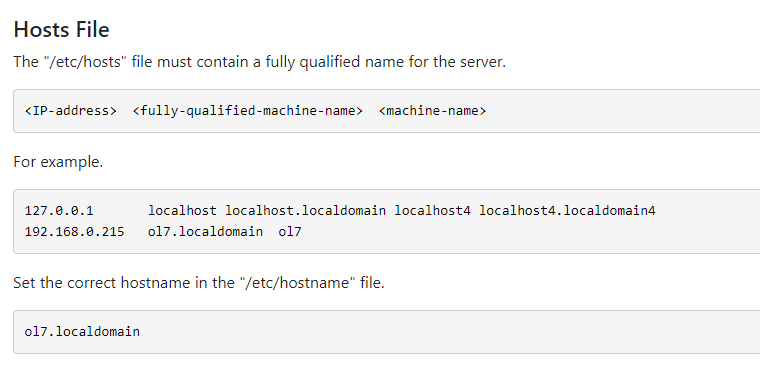 Hosts File
The "/etc/hosts" file must contain a fully qualified name for the server.
<IP-address>  <fully-qualified-machine-name>  <machine-name>
For example.
127.0.0.1       localhost localhost.localdomain localhost4 localhost4.localdomain4
192.168.0.215   ol7.localdomain  ol7
Set the correct hostname in the "/etc/hostname" file.
ol7.localdomain